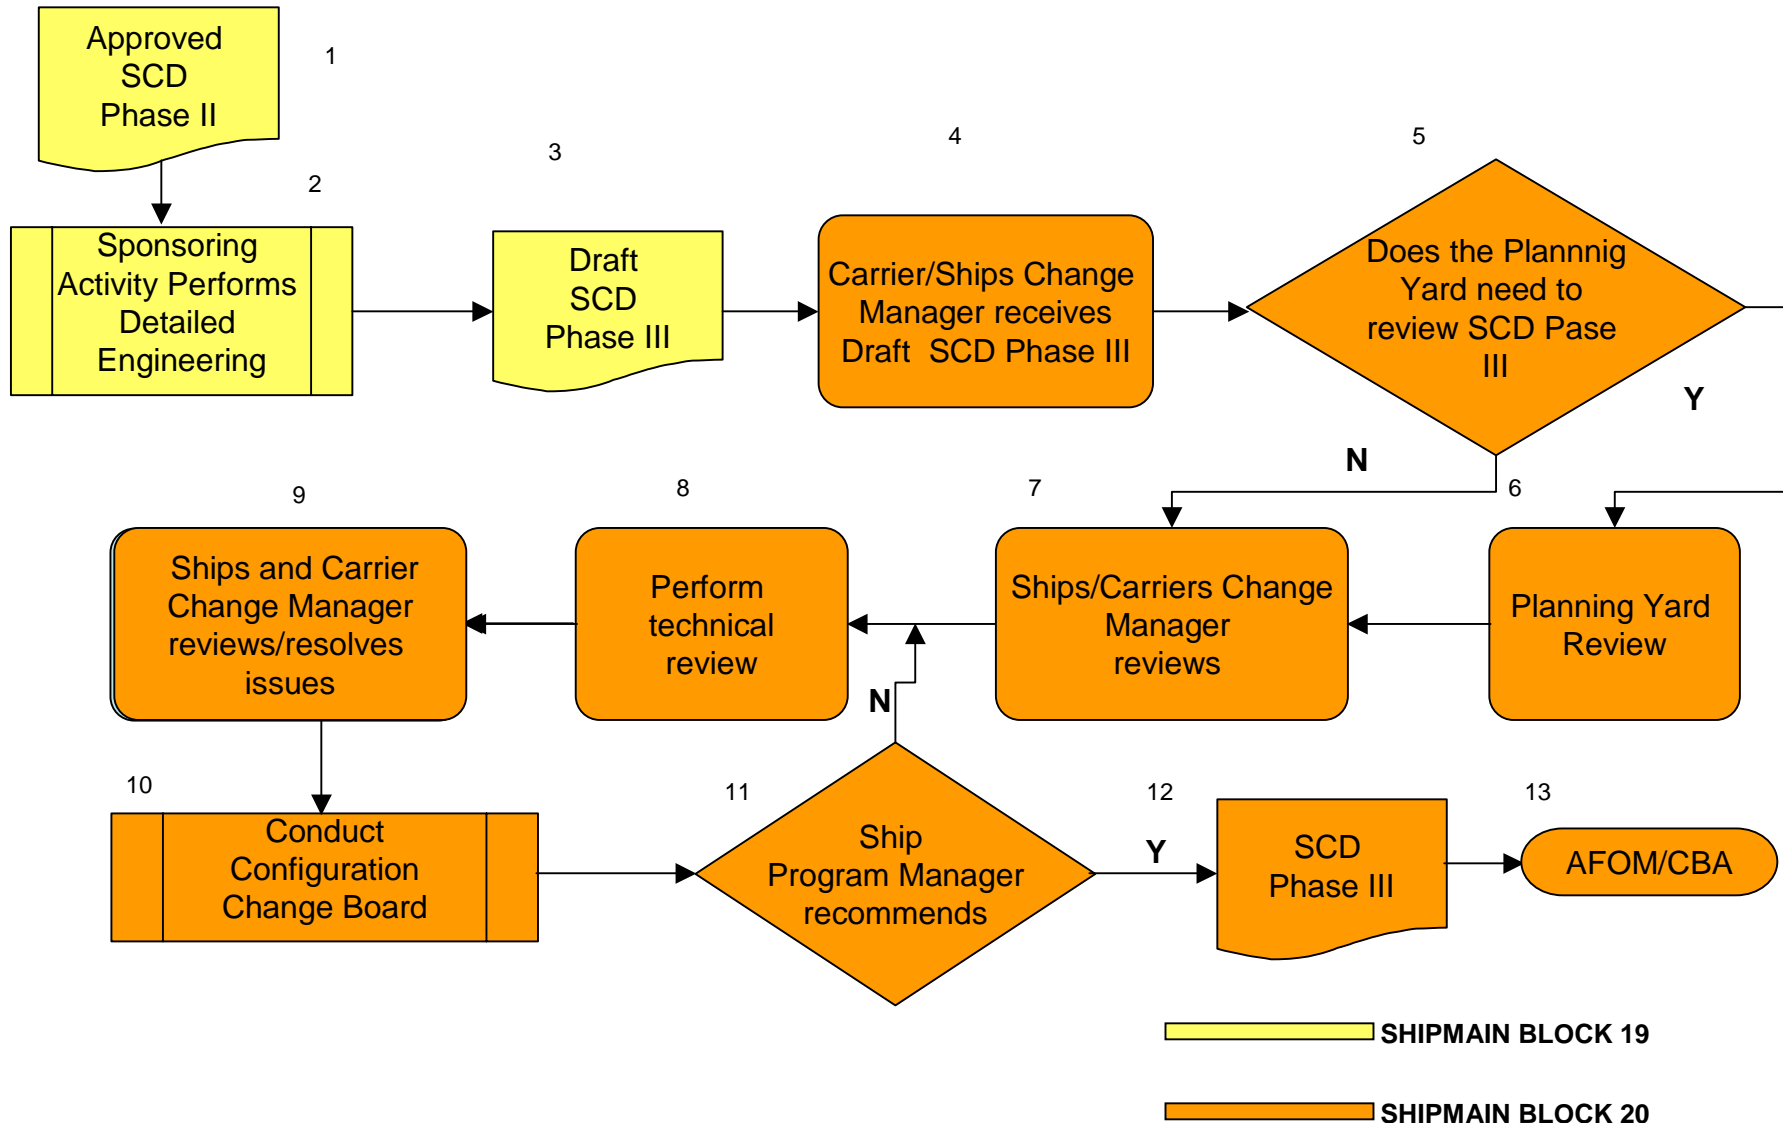 1
Approved
SCD
Phase II
2
Sponsoring
Activity Performs
Detailed
Engineering
3
Draft
SCD
Phase III
4
Carrier/Ships Change
Manager receives
Draft SCD Phase III
5
Does the Plannnig
Yard need to
review SCD Pase
III
Y
N
6
Planning Yard
Review
7
Ships/Carriers Change
Manager
reviews
8
Perform
technical
review
9
Ships and Carrier
Change Manager
reviews/resolves
issues
10
Conduct
Configuration
Change Board
11
Ship
Program Manager
recommends
N
Y
12
SCD
Phase III
13
AFOM/CBA
SHIPMAIN BLOCK 19
SHIPMAIN BLOCK 20